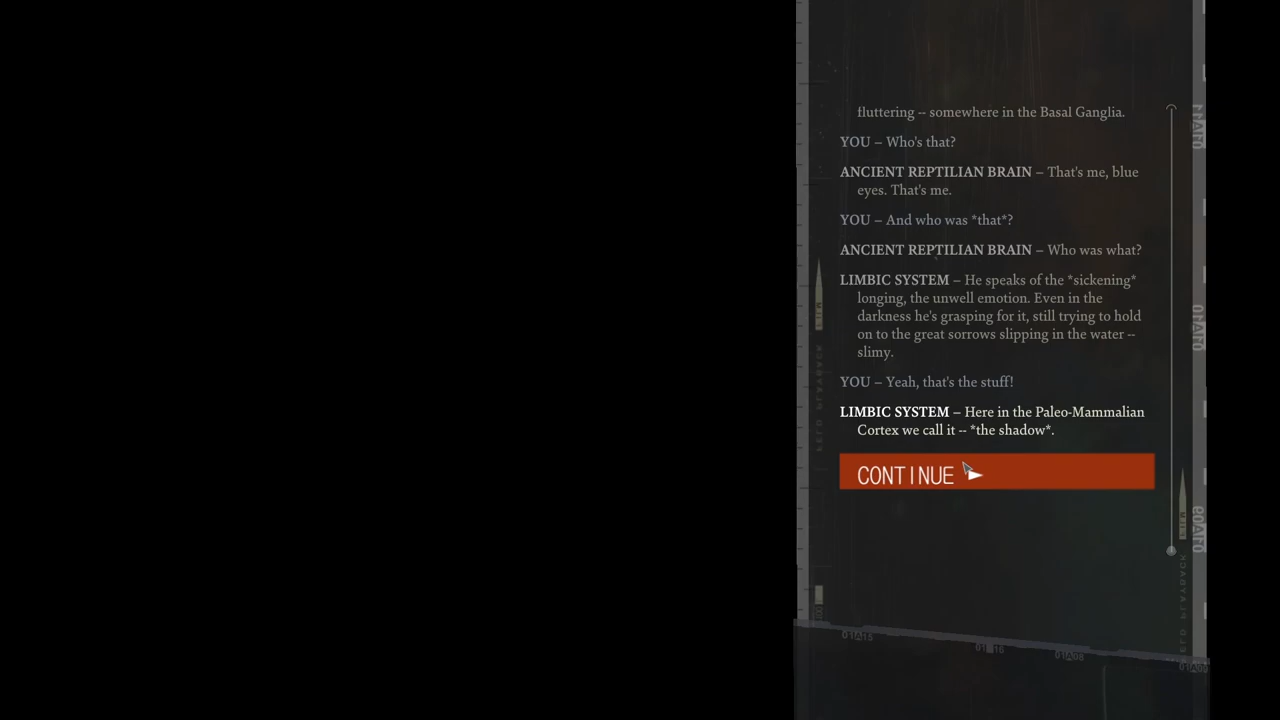 fluttering – somewhere in the Basal Ganglia.
YOU – Who's that?
ANCIENT REPTILIAN BRAIN – That's me, blue
eyes. That's me.
YOU – And who was *that*?
ANCIENT REPTILIAN BRAIN – Who was what?
LIMBIC SYSTEM – He speaks of the *sickening*
longing, the unwell emotion. Even in the
darkness he's grasping for it, still trying to hold
on to the great sorrows slipping in the water –
slimy.
YOU – Yeah, that's the stuff!
LIMBIC SYSTEM – Here in the Paleo-Mammalian
Cortex we call it – *the shadow*.
CONTINUE